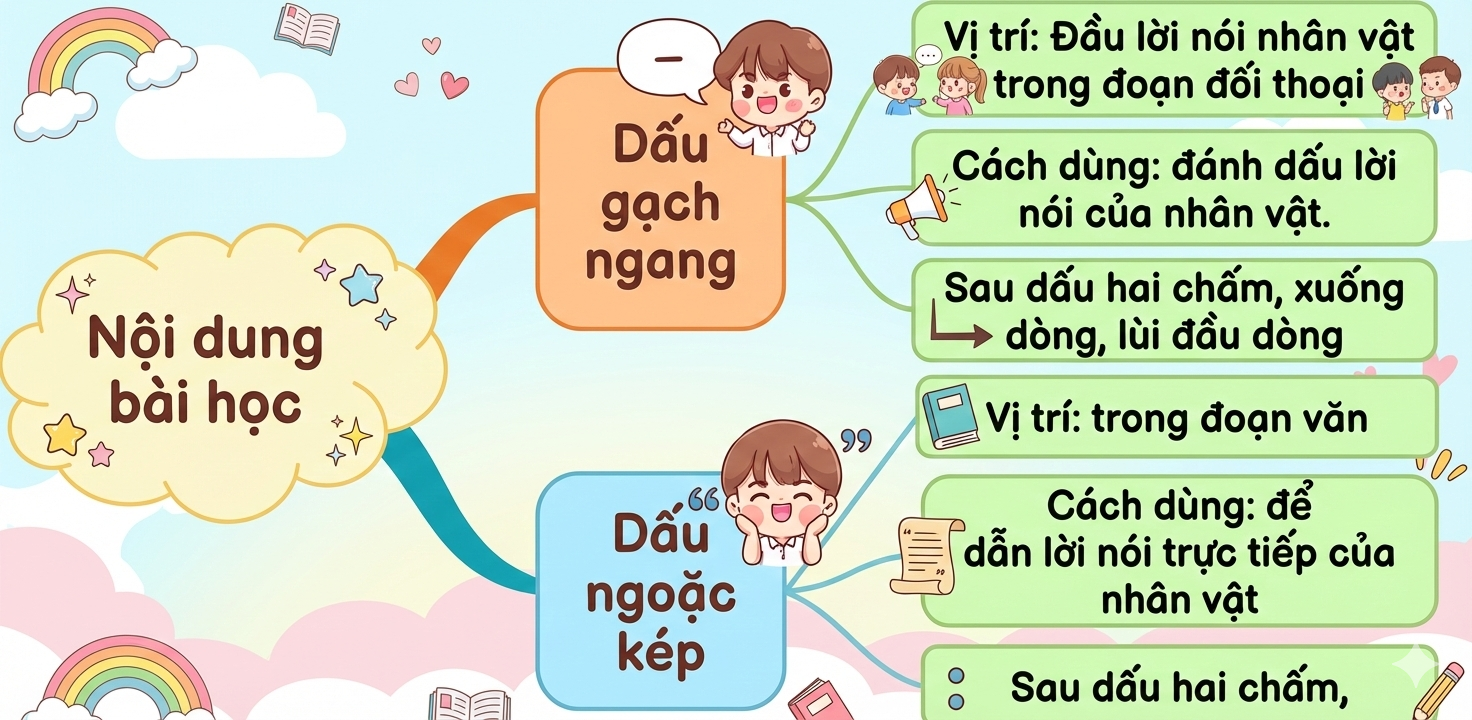 Nội dung
bài học
–
Dấu
gạch
ngang
Vị trí: Đầu lời nói nhân vật
trong đoạn đối thoại
Cách dùng: đánh dấu lời
nói của nhân vật.
Sau dấu hai chấm, xuống
dòng, lùi đầu dòng
“ ”
Dấu
ngoặc
kép
Vị trí: trong đoạn văn
Cách dùng: để
dẫn lời nói trực tiếp của
nhân vật
:
Sau dấu hai chấm,